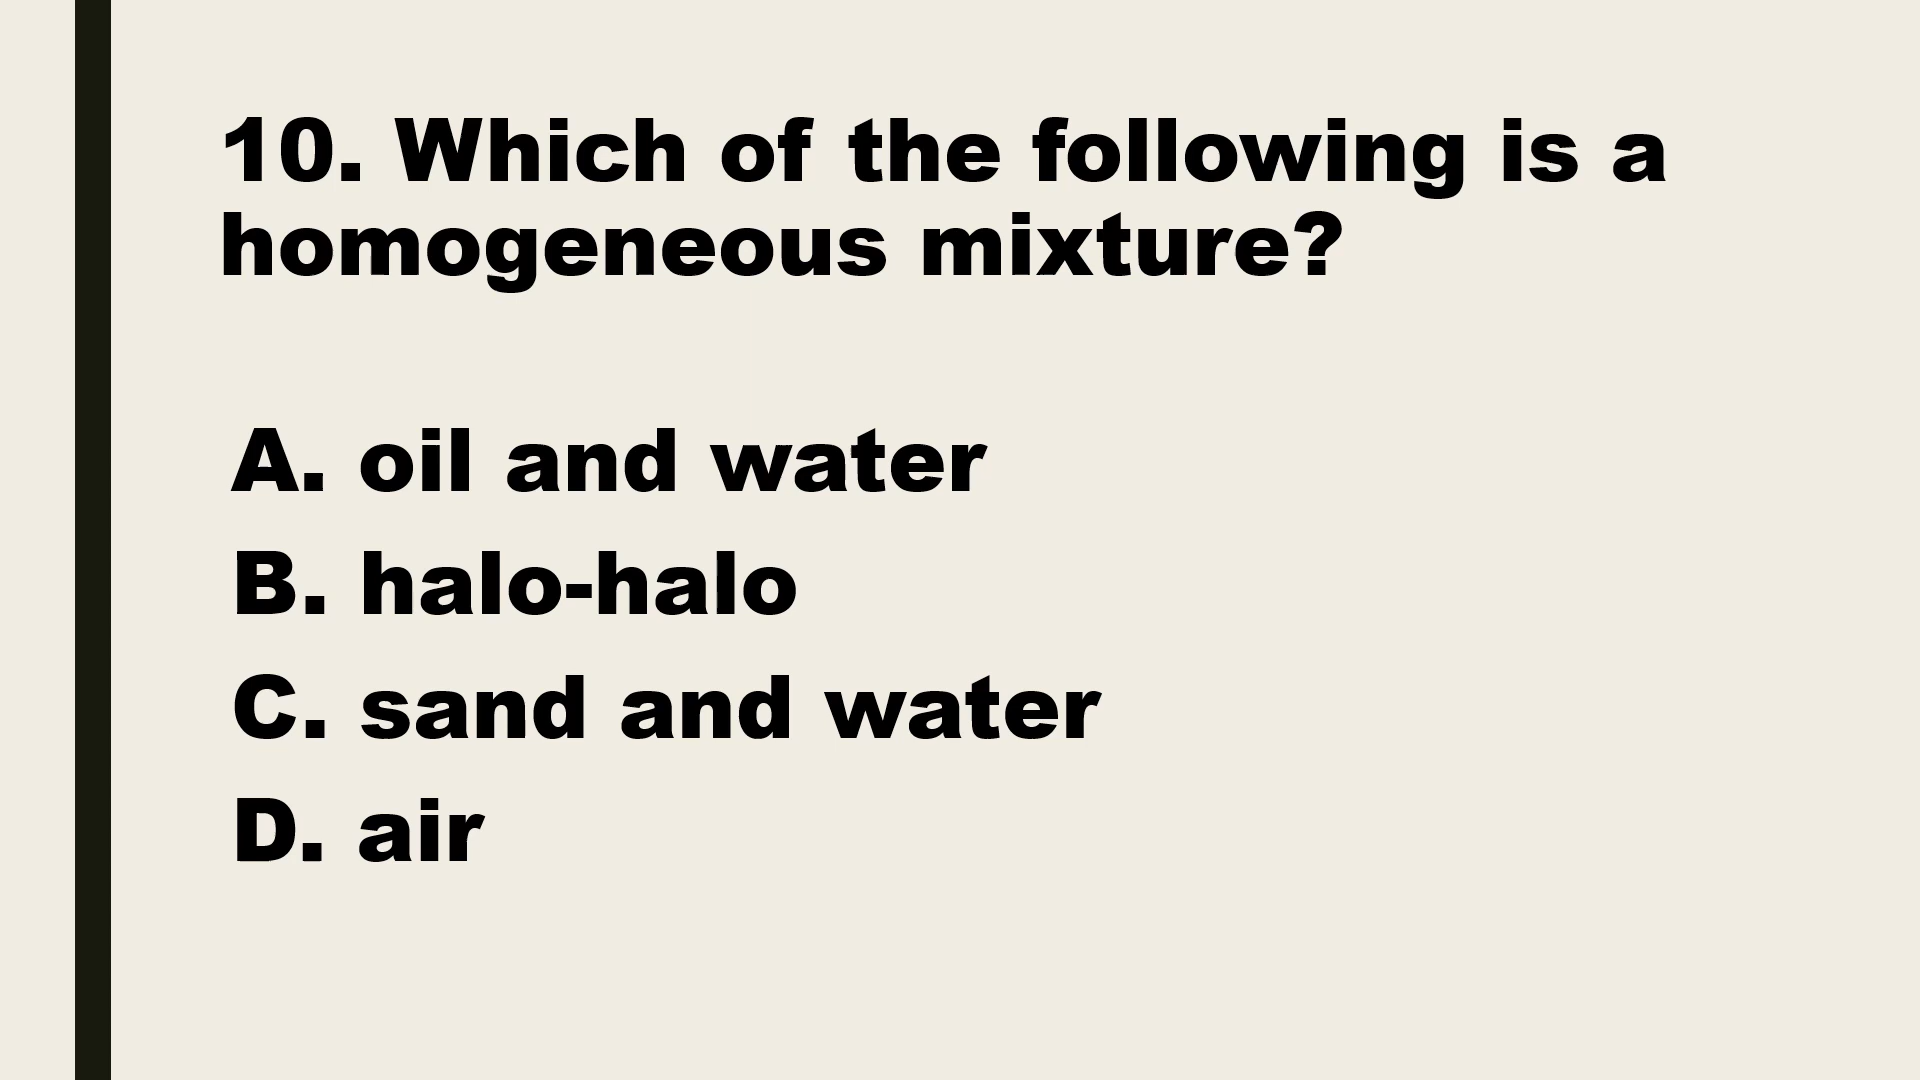 10. Which of the following is a
homogeneous mixture?
A. oil and water
B. halo-halo
C. sand and water
D. air